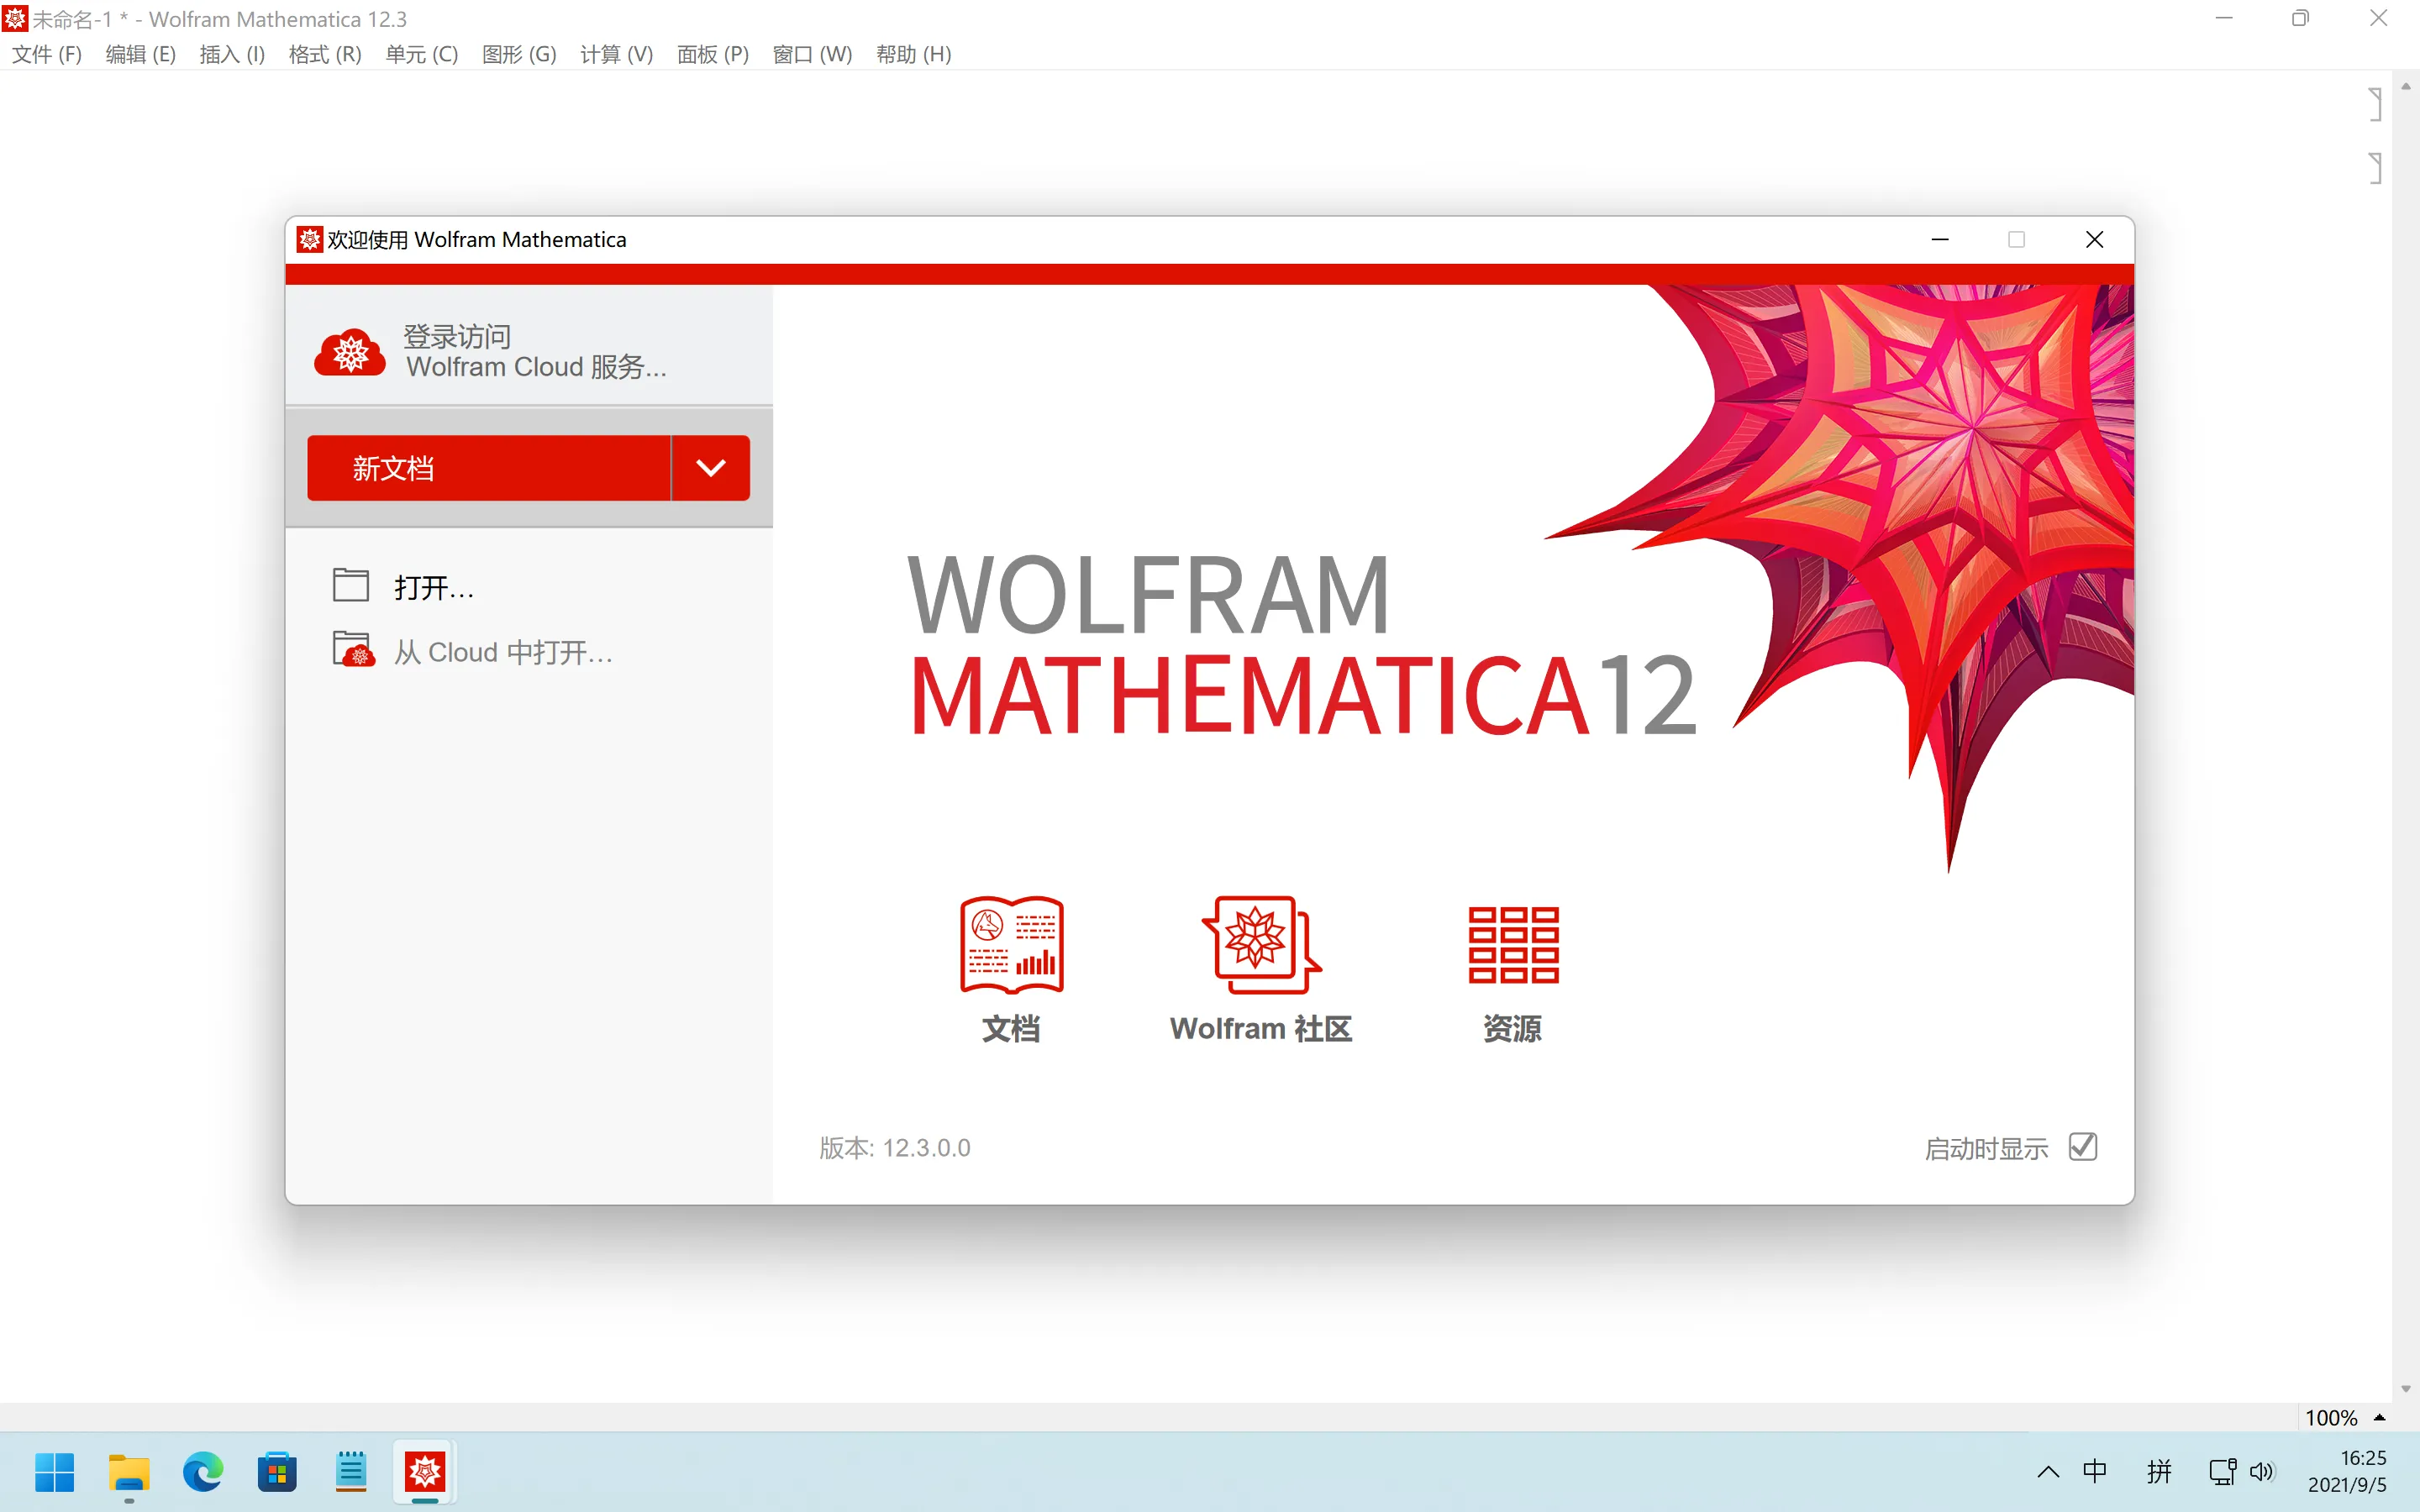 未命名-1 * - Wolfram Mathematica 12.3
文件 (F) 编辑 (E) 插入 (I) 格式 (R) 单元 (C) 图形 (G) 计算 (V) 面板 (P) 窗口 (W) 帮助 (H)
欢迎使用 Wolfram Mathematica
登录访问
Wolfram Cloud 服务...
新文档
打开...
从 Cloud 中打开...
WOLFRAM
MATHEMATICA12
文档
Wolfram 社区
资源
版本: 12.3.0.0
启动时显示
100%
中
拼
16:25
2021/9/5